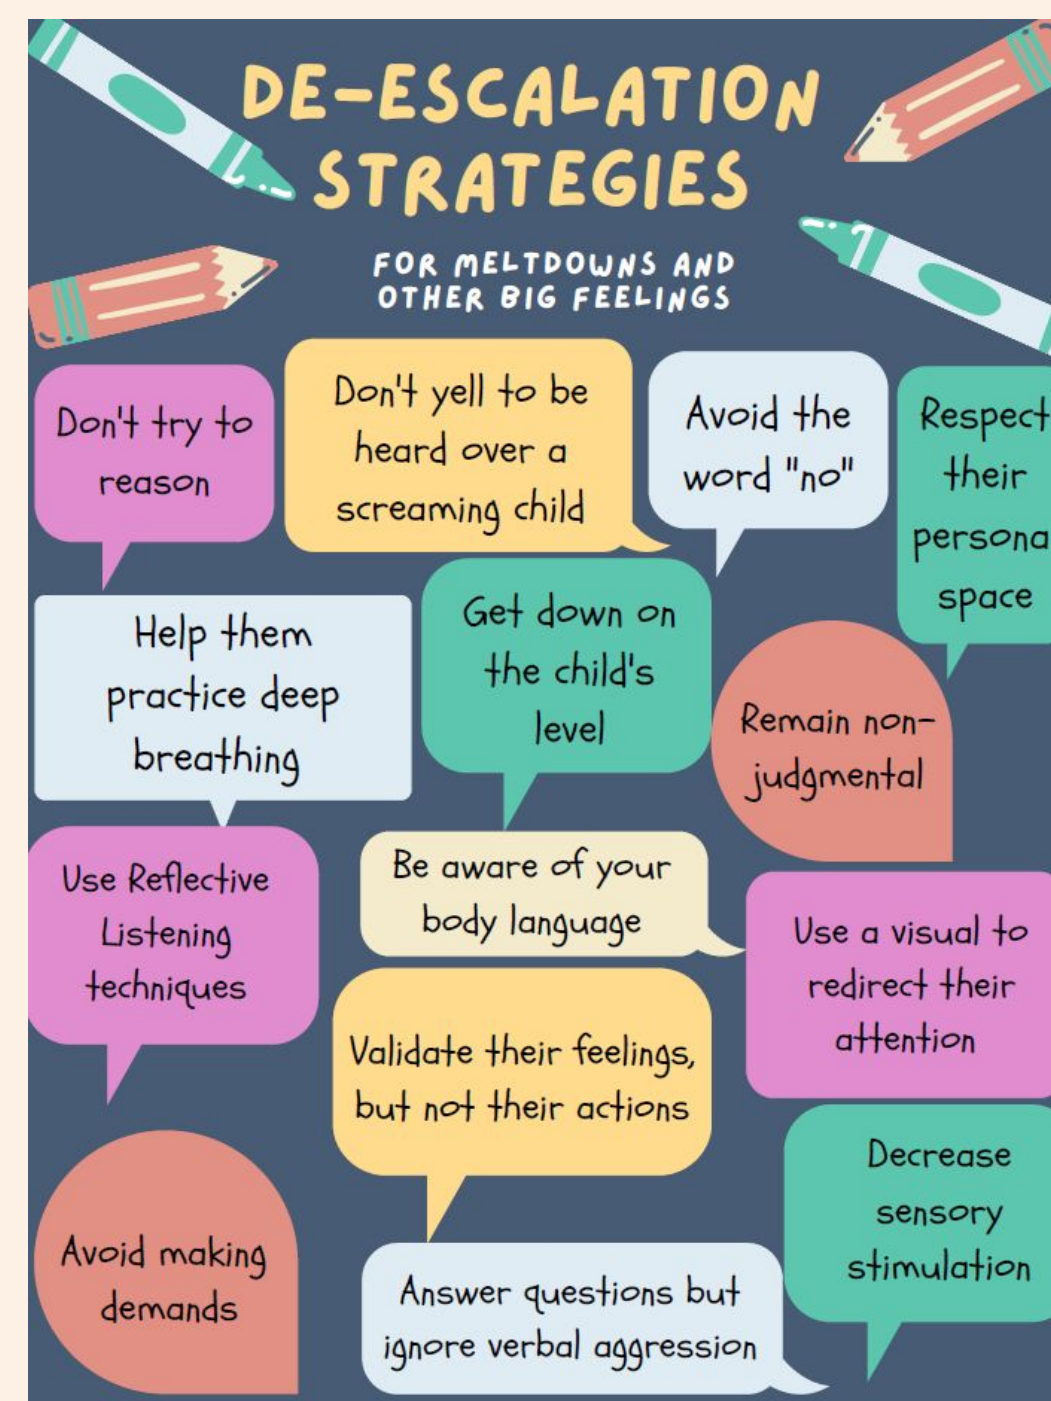 DE-ESCALATION
STRATEGIES
FOR MELTDOWNS AND
OTHER BIG FEELINGS
Don't try to
reason
Don't yell to be
heard over a
screaming child
Avoid the
word "no"
Respect
their
persona
space
Help them
practice deep
breathing
Get down on
the child's
level
Remain non-
judgmental
Use Reflective
Listening
techniques
Be aware of your
body language
Use a visual to
redirect their
attention
Validate their feelings,
but not their actions
Decrease
sensory
stimulation
Avoid making
demands
Answer questions but
ignore verbal aggression